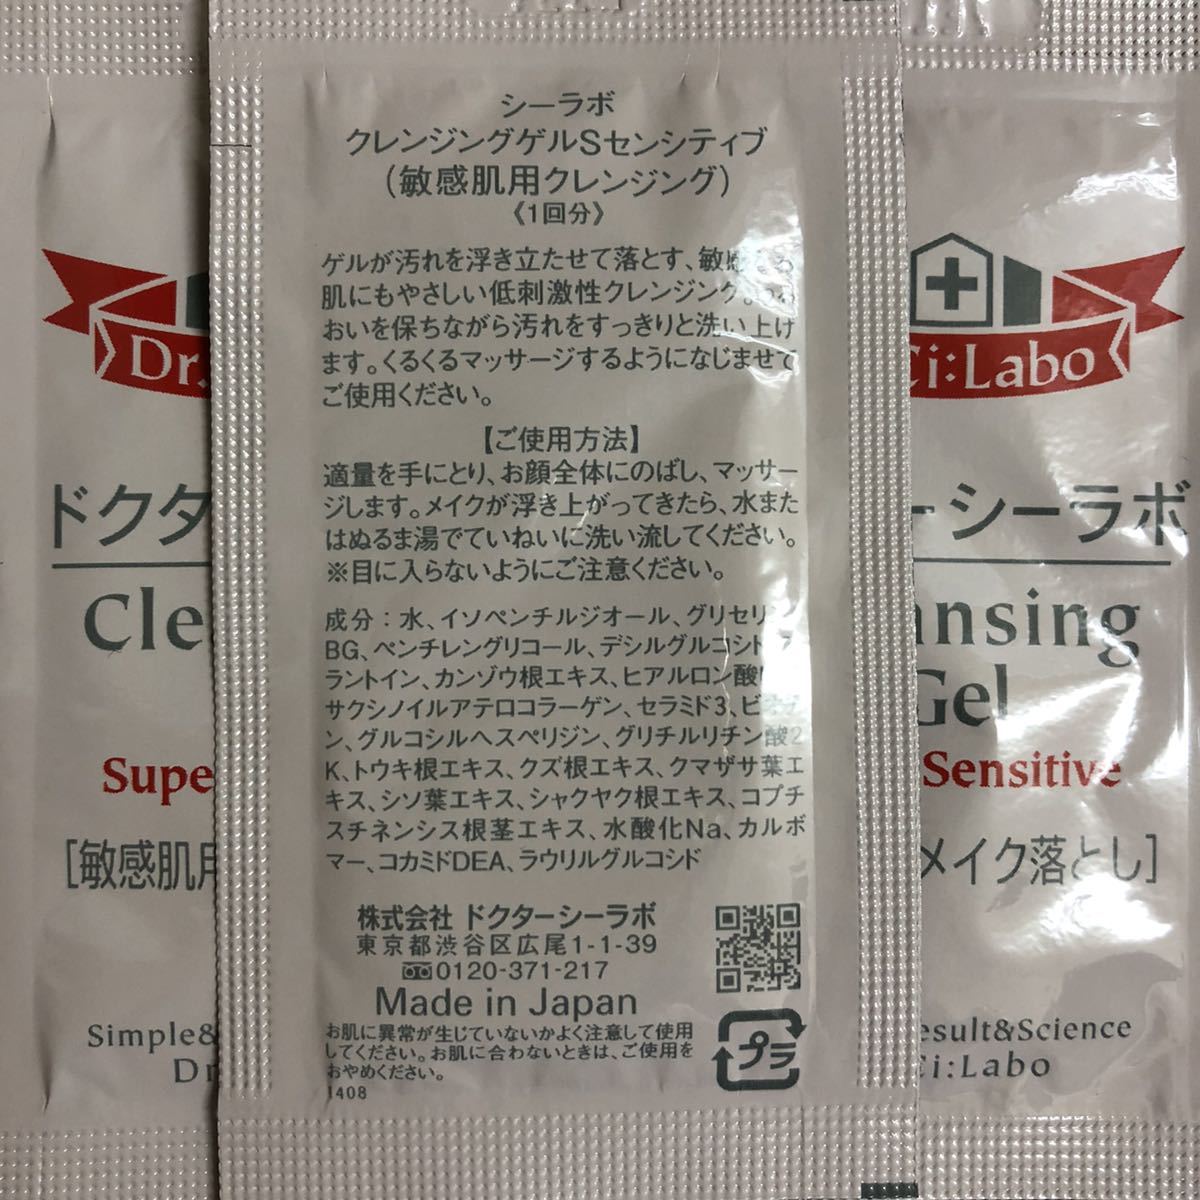 シーラボ
クレンジングゲルSセンシティブ
(敏感肌用クレンジング)
《1回分》
ゲルが汚れを浮き立たせて落とす、敏感
肌にもやさしい低刺激性クレンジング。
おいを保ちながら汚れをすっきりと洗い上げ
ます。くるくるマッサージするようになじませて
ご使用ください。
【ご使用方法】
適量を手にとり、お顔全体にのばし、マッサー
ジします。メイクが浮き上がってきたら、水また
はぬるま湯でていねいに洗い流してください。
※目に入らないようにご注意ください。
成分：水、イソペンチルジオール、グリセリン
BG、ペンチレングリコール、デシルグルコシド
ラントイン、カンゾウ根エキス、ヒアルロン酸
サクシノイルアテロコラーゲン、セラミド3、ビ
ン、グルコシルヘスペリジン、グリチルリチン酸2
K、トウキ根エキス、クズ根エキス、クマザサ葉エ
キス、シソ葉エキス、シャクヤク根エキス、コプチ
スチネンシス根茎エキス、水酸化Na、カルボ
マー、コカミドDEA、ラウリルグルコシド
株式会社 ドクターシーラボ
東京都渋谷区広尾1-1-39
0120-371-217
Made in Japan
お肌に異常が生じていないかよく注意して使用
してください。お肌に合わないときは、ご使用を
おやめください。
1408
プラ
Dr.
ドクタ
Cle
Supe
[敏感肌用
Simple&
Dr
Ci:Labo
ーシーラボ
ansing
Gel
Sensitive
メイク落とし]
esult&Science
Ci:Labo